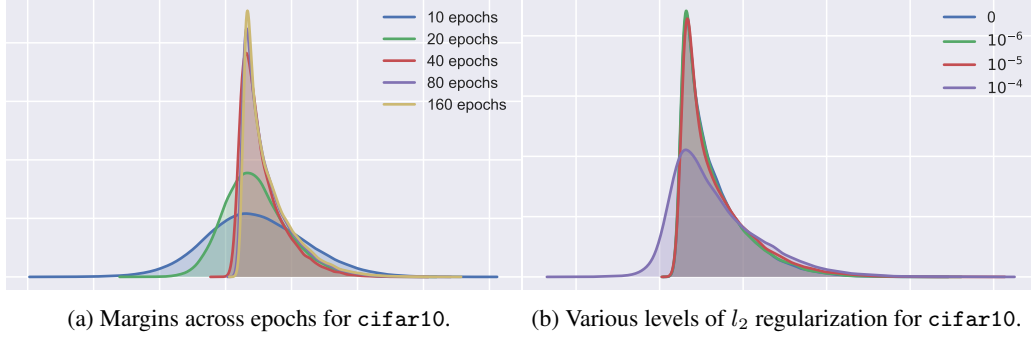 10 epochs
20 epochs
40 epochs
80 epochs
160 epochs
0
10⁻⁶
10⁻⁵
10⁻⁴
(a) Margins across epochs for cifar10.
(b) Various levels of l₂ regularization for cifar10.